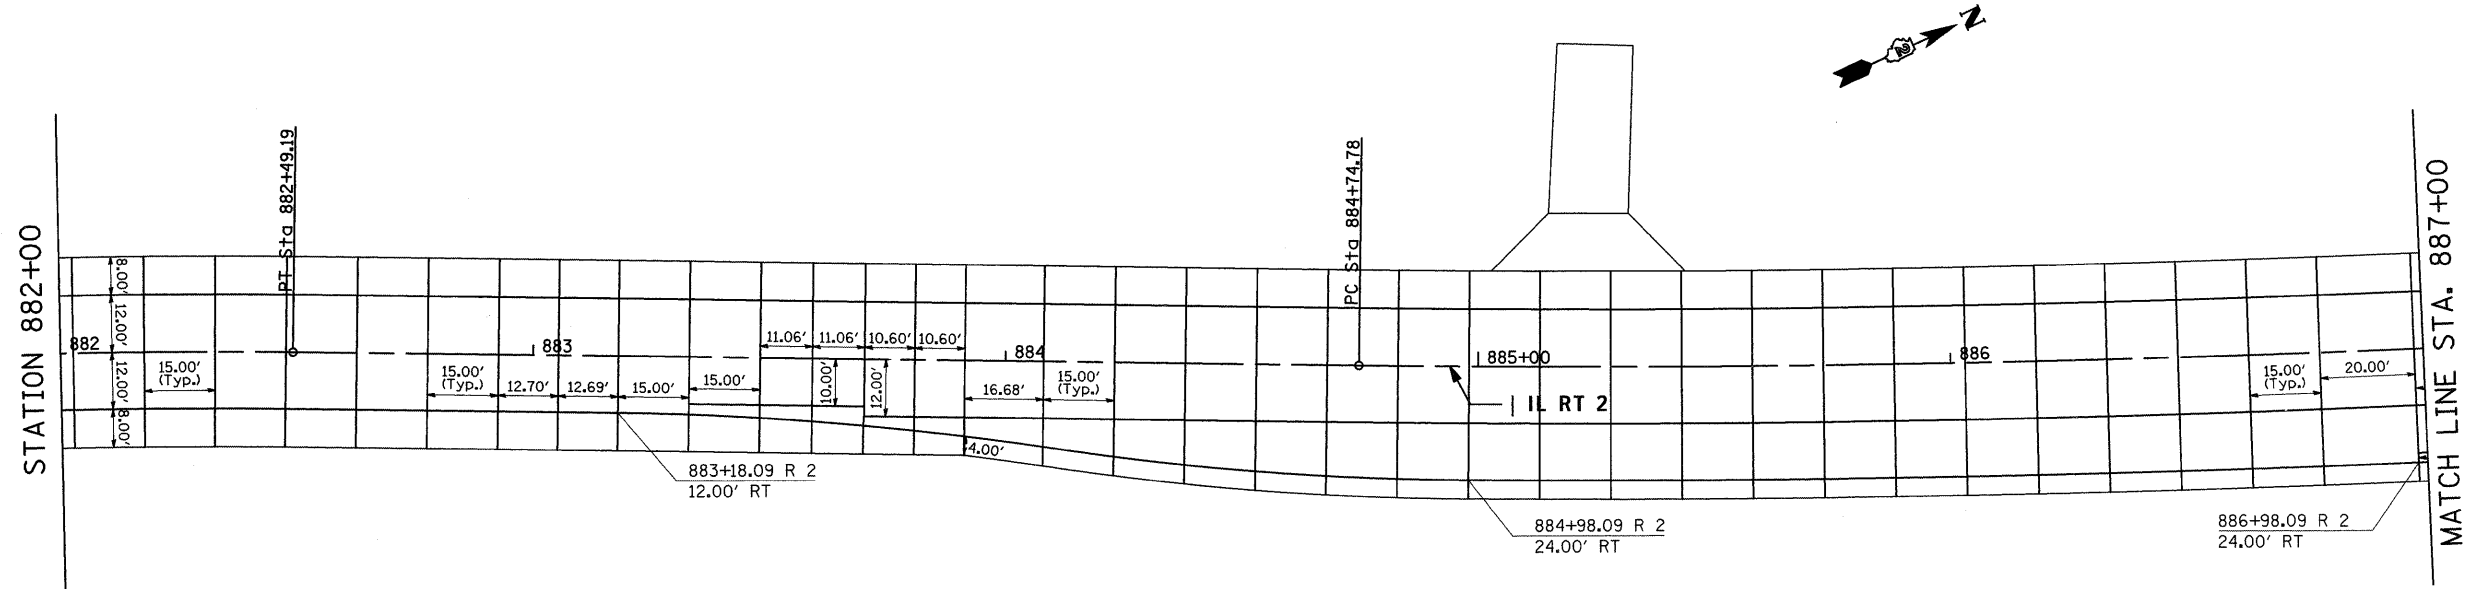 N
2
STATION 882+00
PT Sta 882+49.19
PC Sta 884+74.78
MATCH LINE STA. 887+00
8.00'
12.00'
12.00'
8.00'
882
883
884
885+00
886
15.00'
(Typ.)
15.00'
(Typ.)
12.70'
12.69'
15.00'
15.00'
11.06'
11.06'
10.60'
10.60'
10.00'
12.00'
16.68'
15.00'
(Typ.)
4.00'
IL RT 2
15.00'
(Typ.)
20.00'
883+18.09 R 2
12.00' RT
884+98.09 R 2
24.00' RT
886+98.09 R 2
24.00' RT